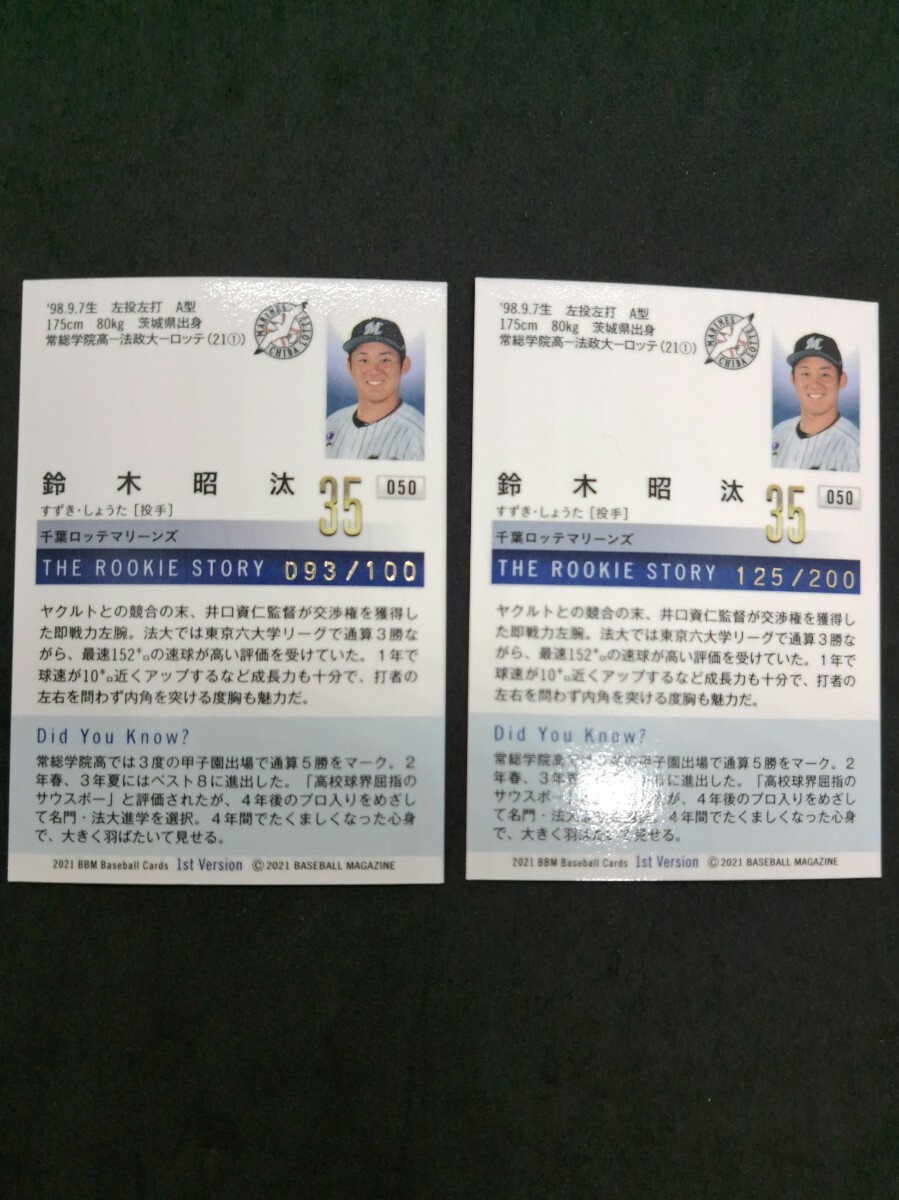 '98.9.7生 左投左打 A型
175cm 80kg 茨城県出身
常総学院高―法政大―ロッテ(21①)
MARINES
LOTTE
CHIBA
鈴木昭汰
すずき・しょうた [投手]
35
050
千葉ロッテマリーンズ
THE ROOKIE STORY 093/100
ヤクルトとの競合の末、井口資仁監督が交渉権を獲得し
た即戦力左腕。法大では東京六大学リーグで通算3勝な
がら、最速152㌔の速球が高い評価を受けていた。1年で
球速が10㌔近くアップするなど成長力も十分で、打者の
左右を問わず内角を突ける度胸も魅力だ。
Did You Know?
常総学院高では3度の甲子園出場で通算5勝をマーク。2
年春、3年夏にはベスト8に進出した。「高校球界屈指の
サウスポー」と評価されたが、4年後のプロ入りをめざし
て名門・法大進学を選択。4年間でたくましくなった心身
で、大きく羽ばたいて見せる。
2021 BBM Baseball Cards 1st Version ©2021 BASEBALL MAGAZINE
'98.9.7生 左投左打 A型
175cm 80kg 茨城県出身
常総学院高―法政大―ロッテ(21①)
MARINES
LOTTE
CHIBA
鈴木昭汰
すずき・しょうた [投手]
35
050
千葉ロッテマリーンズ
THE ROOKIE STORY 125/200
ヤクルトとの競合の末、井口資仁監督が交渉権を獲得し
た即戦力左腕。法大では東京六大学リーグで通算3勝な
がら、最速152㌔の速球が高い評価を受けていた。1年で
球速が10㌔近くアップするなど成長力も十分で、打者の
左右を問わず内角を突ける度胸も魅力だ。
Did You Know?
常総学院高では の甲子園出場で通算5勝をマーク。2
年春、3年 に進出した。「高校球界屈指の
サウスポー が、4年後のプロ入りをめざし
て名門・法大 4年間でたくましくなった心身
で、大きく羽ばたいて見せる。
2021 BBM Baseball Cards 1st Version ©2021 BASEBALL MAGAZINE